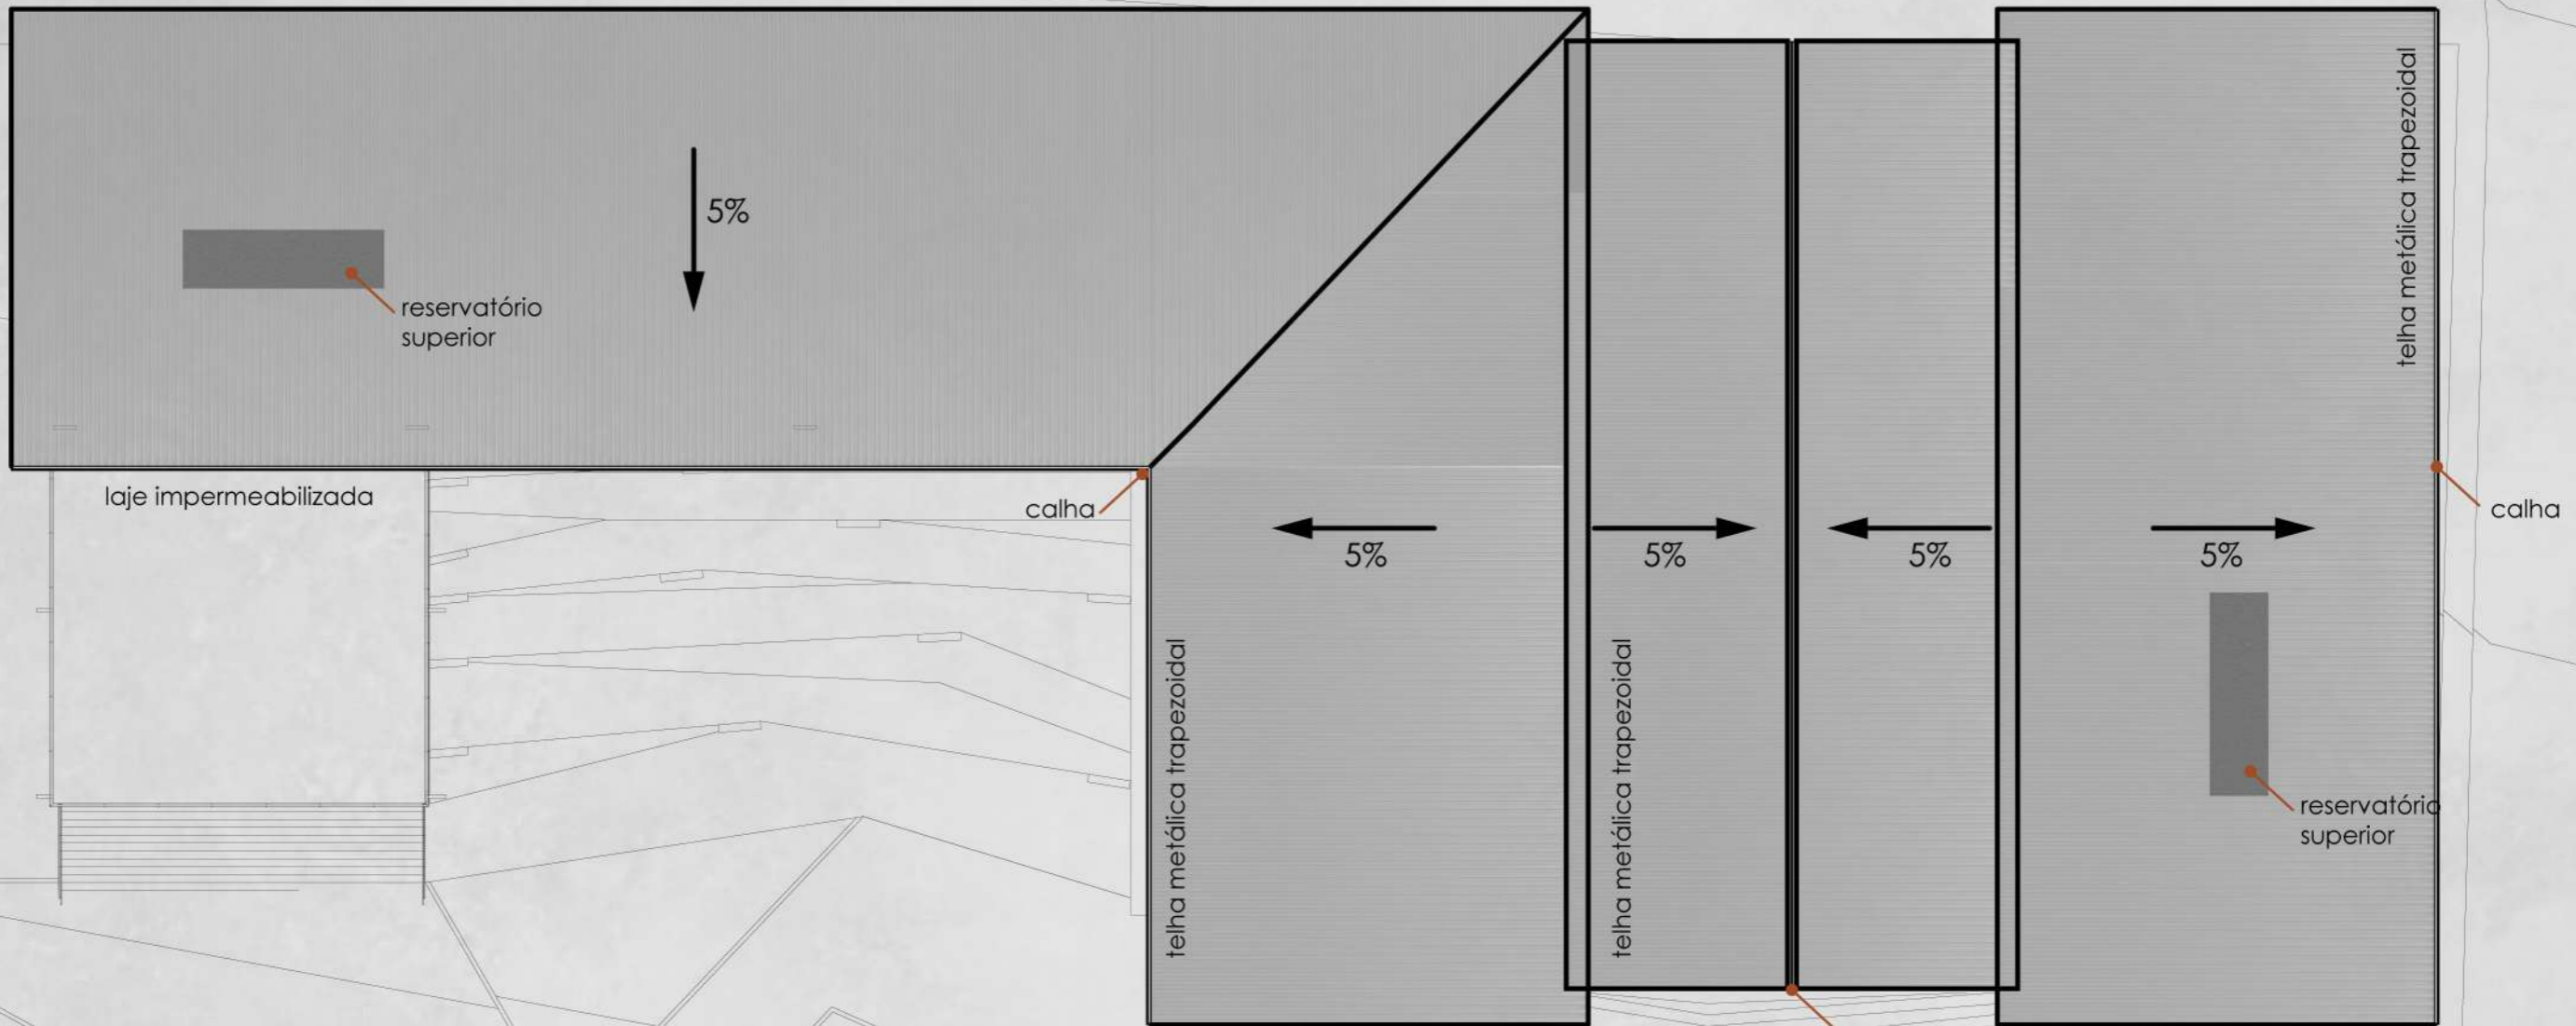 telha metálica trapezoidal
5%
reservatório
superior
laje impermeabilizada
calha
calha
5%
5%
5%
5%
telha metálica trapezoidal
telha metálica trapezoidal
reservatório
superior